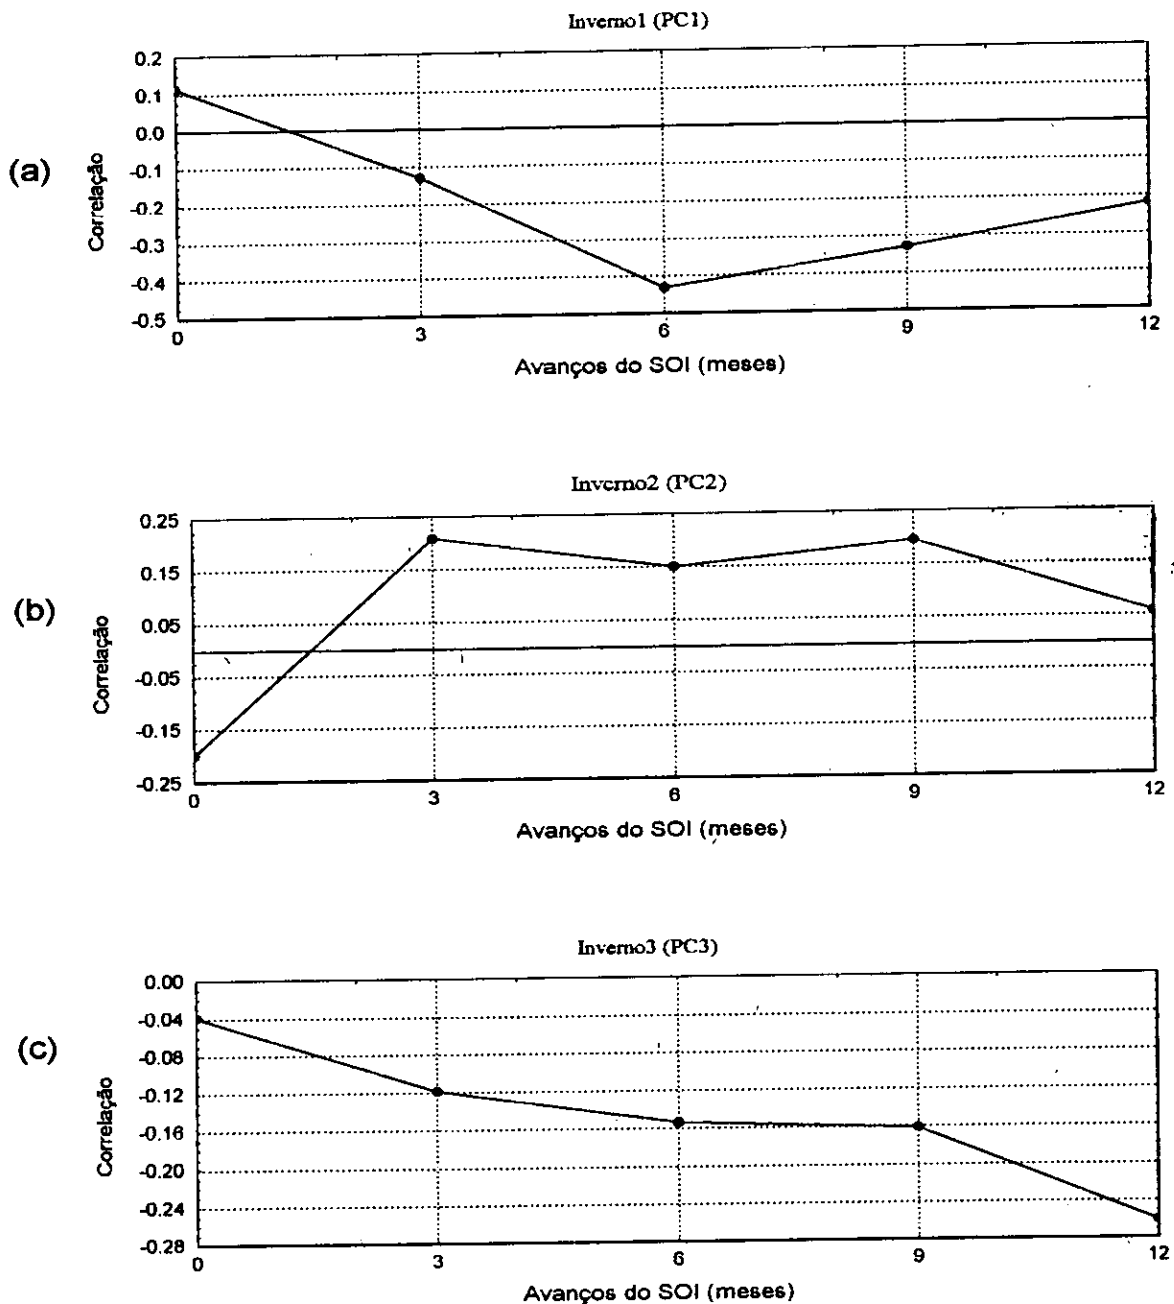 Inverno1 (PC1)
(a)
Correlação
0.2
0.1
0.0
-0.1
-0.2
-0.3
-0.4
-0.5
0 3 6 9 12
Avanços do SOI (meses)
Inverno2 (PC2)
(b)
Correlação
0.25
0.15
0.05
-0.05
-0.15
-0.25
0 3 6 9 12
Avanços do SOI (meses)
Inverno3 (PC3)
(c)
Correlação
0.00
-0.04
-0.08
-0.12
-0.16
-0.20
-0.24
-0.28
0 3 6 9 12
Avanços do SOI (meses)